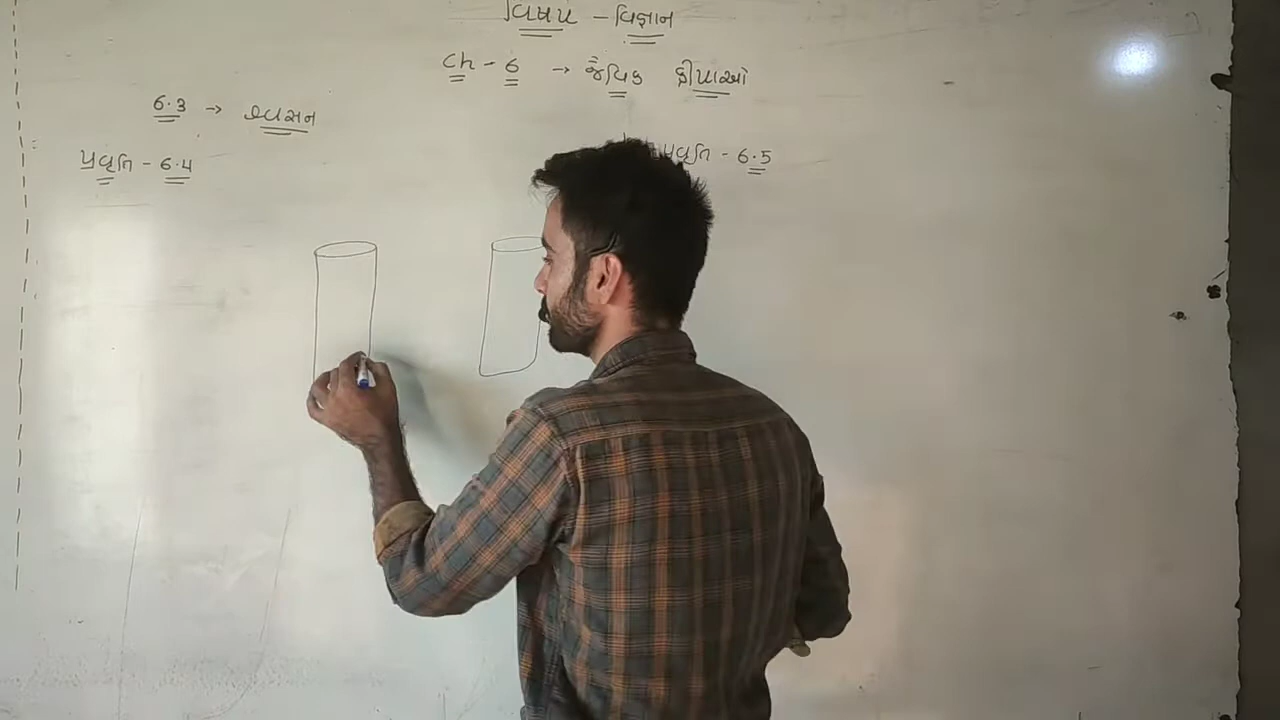 વિષય - વિજ્ઞાન
Ch - 6 → જૈવિક ક્રીયાઓ
6.3 → શ્વસન
પ્રવૃતિ - 6.4
પ્રવૃતિ - 6.5